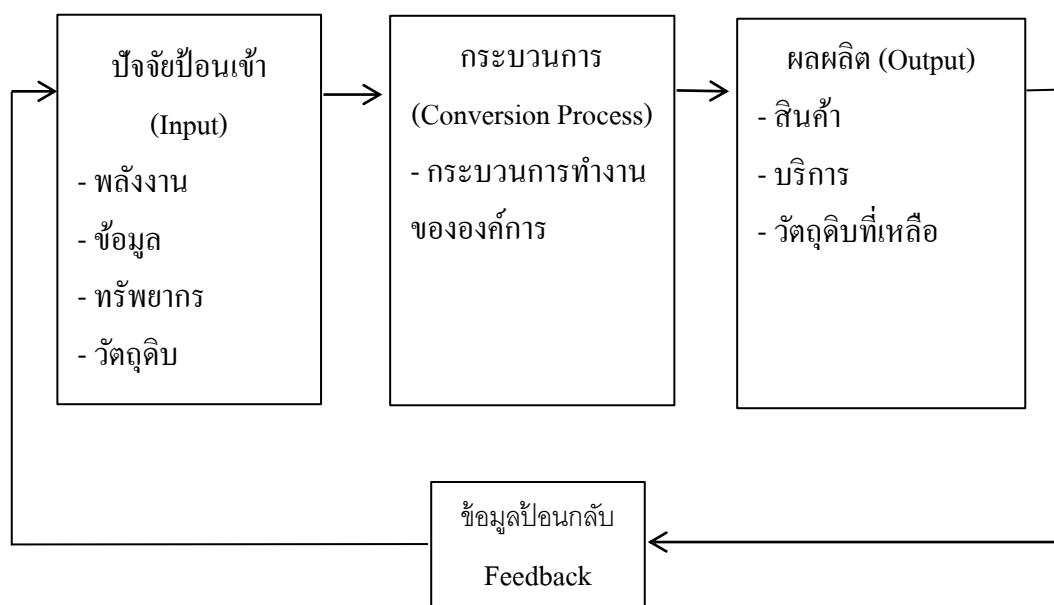 ปัจจัยป้อนเข้า
(Input)
- พลังงาน
- ข้อมูล
- ทรัพยากร
- วัตถุดิบ
กระบวนการ
(Conversion Process)
- กระบวนการทำงาน
ขององค์การ
ผลผลิต (Output)
- สินค้า
- บริการ
- วัตถุดิบที่เหลือ
ข้อมูลป้อนกลับ
Feedback